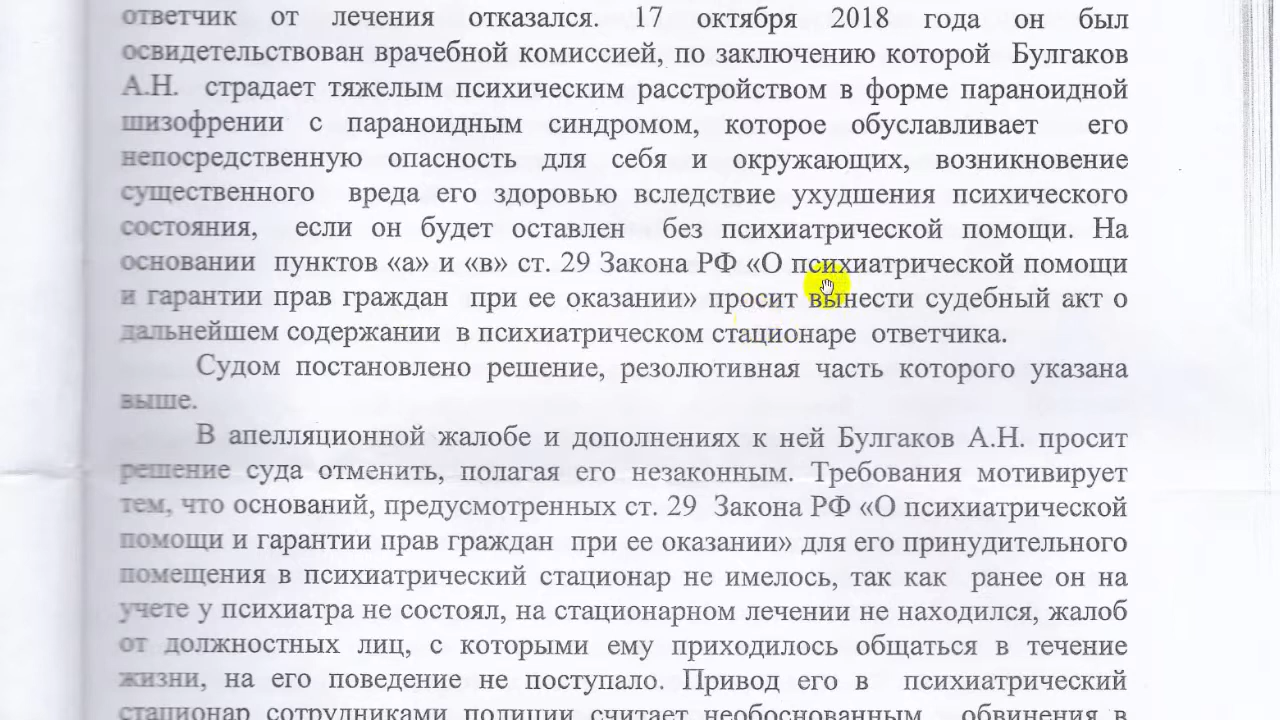 ответчик от лечения отказался. 17 октября 2018 года он был
освидетельствован врачебной комиссией, по заключению которой Булгаков
А.Н. страдает тяжелым психическим расстройством в форме параноидной
шизофрении с параноидным синдромом, которое обуславливает его
непосредственную опасность для себя и окружающих, возникновение
существенного вреда его здоровью вследствие ухудшения психического
состояния, если он будет оставлен без психиатрической помощи. На
основании пунктов «а» и «в» ст. 29 Закона РФ «О психиатрической помощи
и гарантии прав граждан при ее оказании» просит вынести судебный акт о
дальнейшем содержании в психиатрическом стационаре ответчика.
Судом постановлено решение, резолютивная часть которого указана
выше.
В апелляционной жалобе и дополнениях к ней Булгаков А.Н. просит
решение суда отменить, полагая его незаконным. Требования мотивирует
тем, что оснований, предусмотренных ст. 29 Закона РФ «О психиатрической
помощи и гарантии прав граждан при ее оказании» для его принудительного
помещения в психиатрический стационар не имелось, так как ранее он на
учете у психиатра не состоял, на стационарном лечении не находился, жалоб
от должностных лиц, с которыми ему приходилось общаться в течение
жизни, на его поведение не поступало. Привод его в психиатрический
стационар сотрудниками полиции считает необоснованным, обвинения в